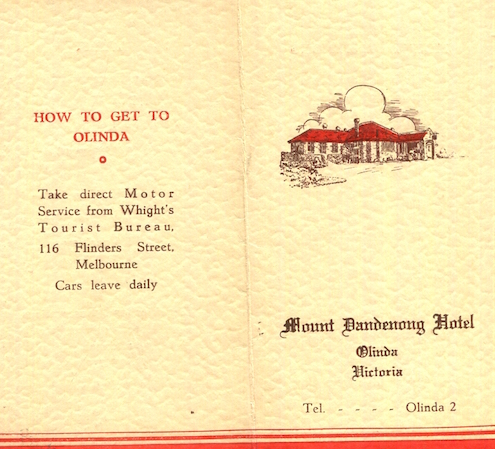 HOW TO GET TO
OLINDA
Take direct Motor
Service from Whight's
Tourist Bureau,
116 Flinders Street,
Melbourne
Cars leave daily
Mount Dandenong Hotel
Olinda
Victoria
Tel. - - - - - Olinda 2